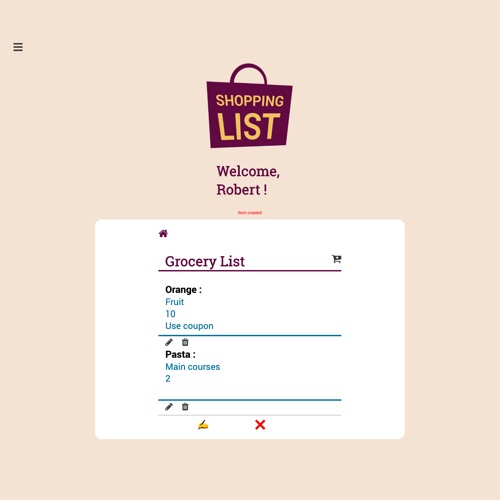 SHOPPING
LIST
Welcome,
Robert !
Item created
Grocery List
Orange :
Fruit
10
Use coupon
Pasta :
Main courses
2